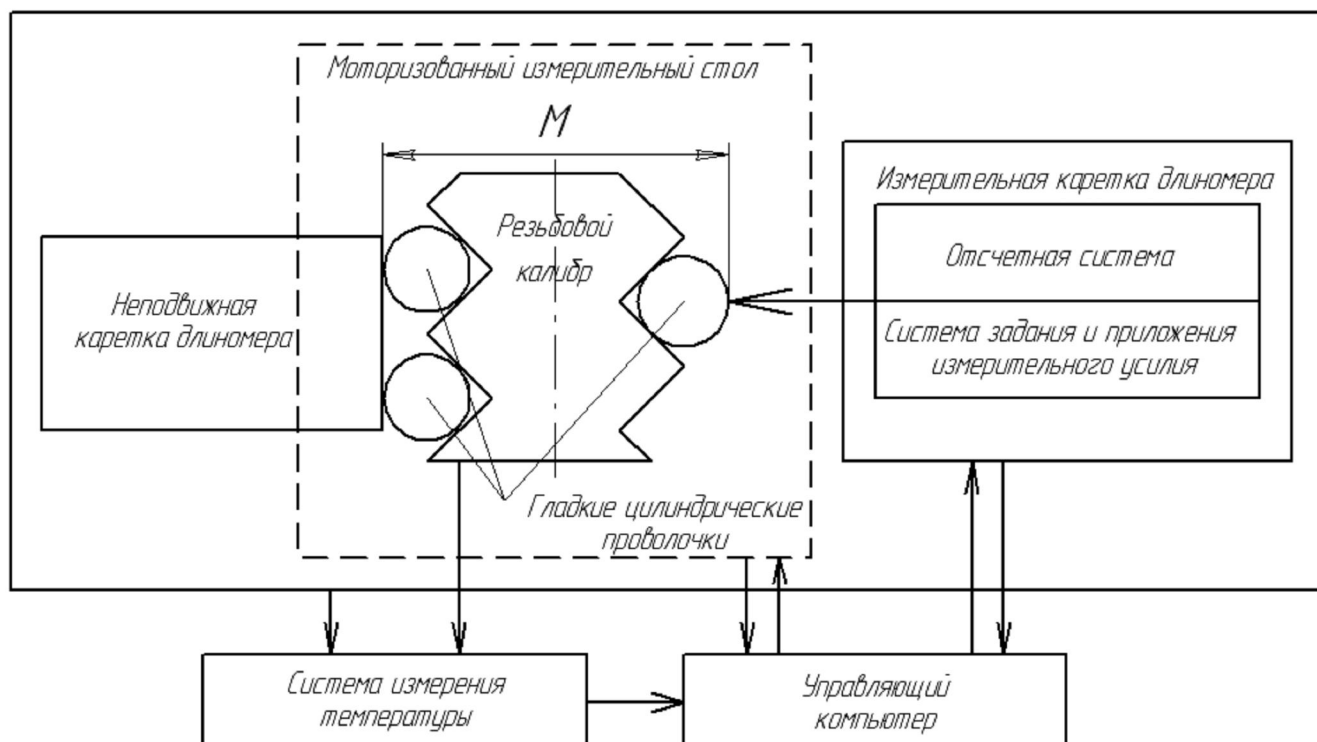 Моторизованный измерительный стол
М
Резьбовой
калибр
Неподвижная
каретка длиномера
Измерительная каретка длиномера
Отсчетная система
Система задания и приложения
измерительного усилия
Гладкие цилиндрические
проволочки
Система измерения
температуры
Управляющий
компьютер